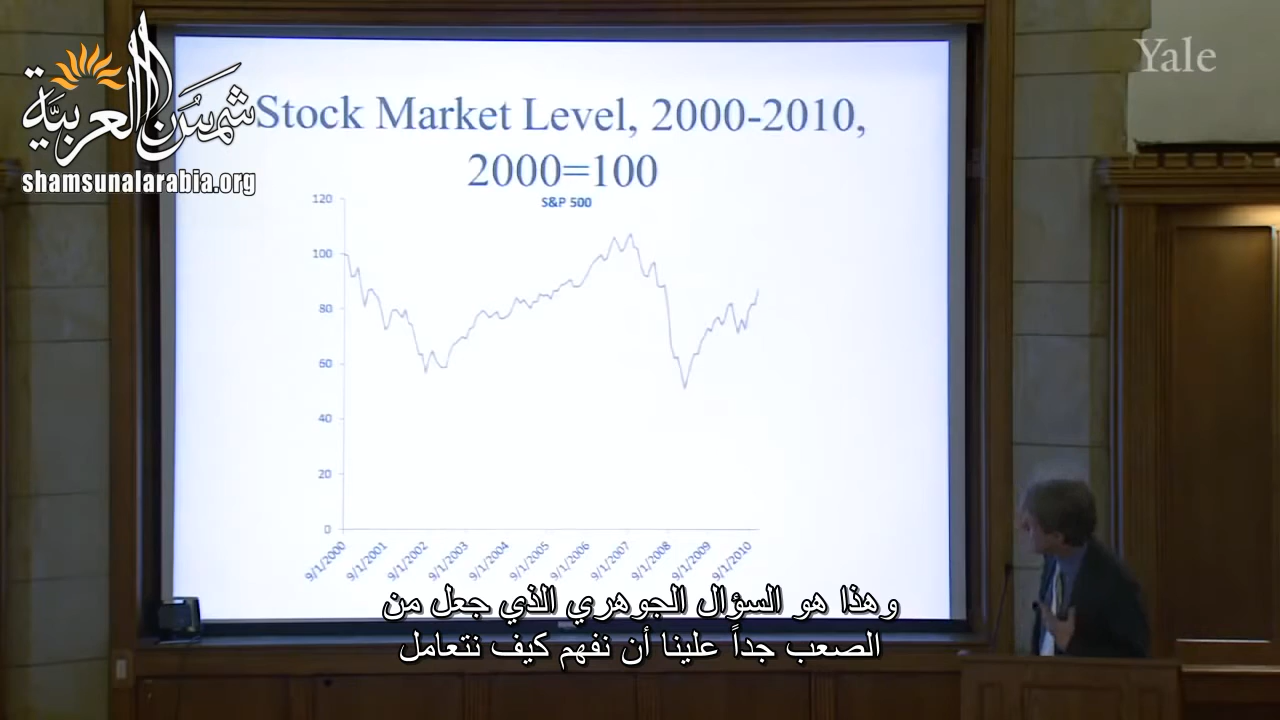 شمسُ العربيّة
shamsunalarabia.org
Yale
Stock Market Level, 2000-2010,
2000=100
S&P 500
120
100
80
60
40
20
0
9/1/2000
9/1/2001
9/1/2002
9/1/2003
9/1/2004
9/1/2005
9/1/2006
9/1/2007
9/1/2008
9/1/2009
9/1/2010
وهذا هو السؤال الجوهري الذي جعل من
الصعب جداً علينا أن نفهم كيف نتعامل